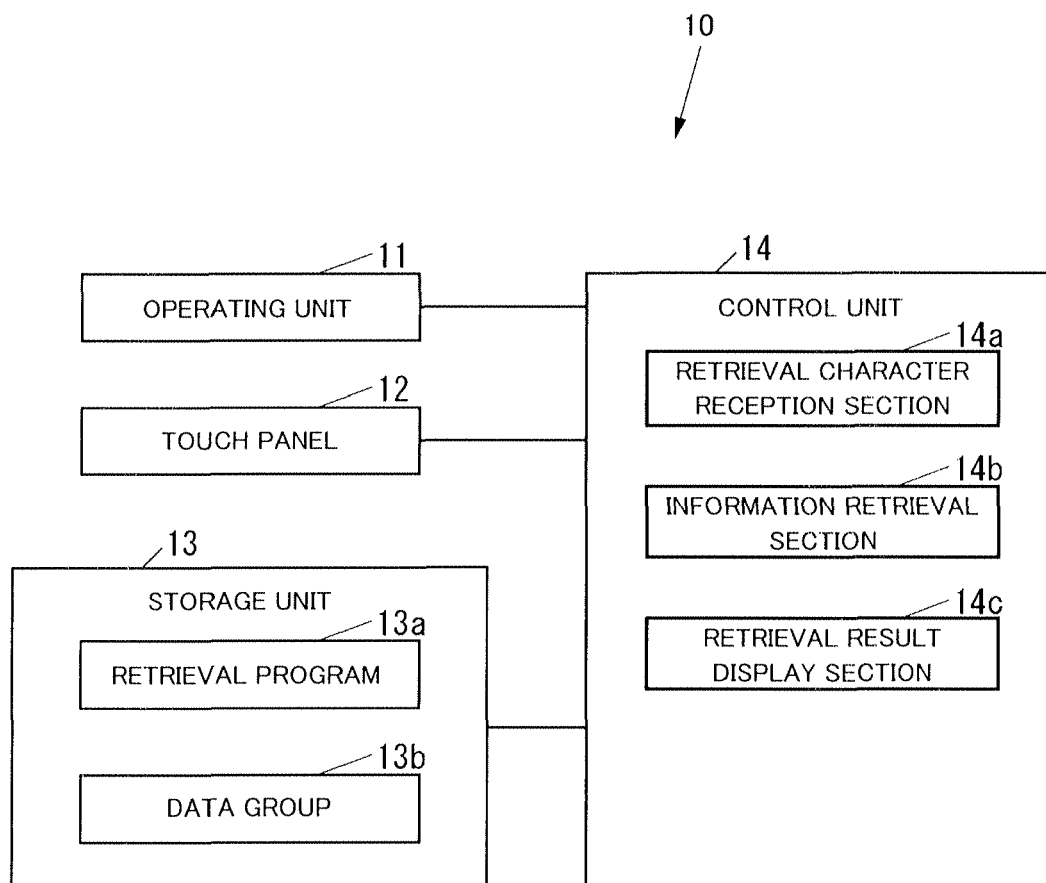 10
11
OPERATING UNIT
12
TOUCH PANEL
13
STORAGE UNIT
13a
RETRIEVAL PROGRAM
13b
DATA GROUP
14
CONTROL UNIT
14a
RETRIEVAL CHARACTER
RECEPTION SECTION
14b
INFORMATION RETRIEVAL
SECTION
14c
RETRIEVAL RESULT
DISPLAY SECTION